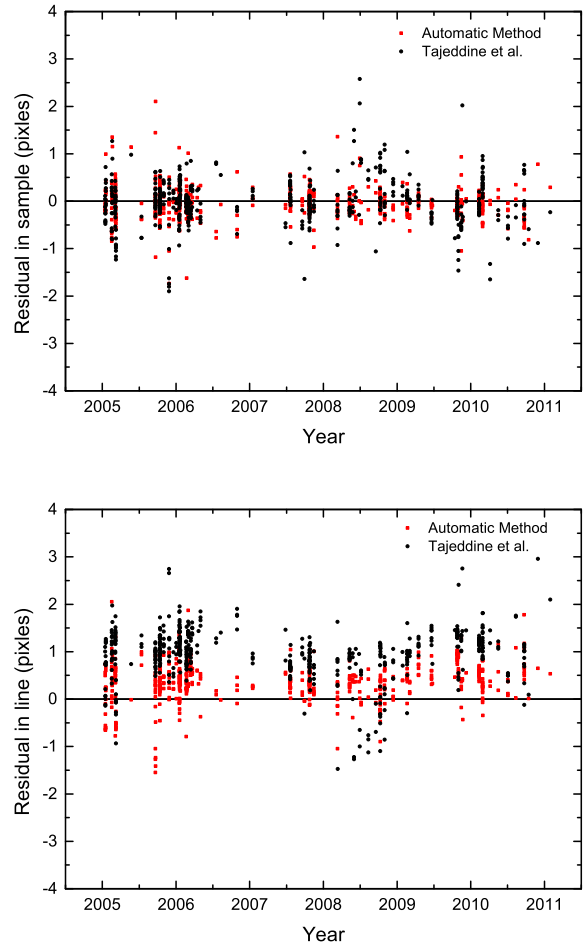 4
Automatic Method
3
Tajeddine et al.
2
1
0
-1
-2
-3
-4
Residual in sample (pixles)
2005 2006 2007 2008 2009 2010 2011
Year
4
Automatic Method
3
Tajeddine et al.
2
1
0
-1
-2
-3
-4
Residual in line (pixles)
2005 2006 2007 2008 2009 2010 2011
Year